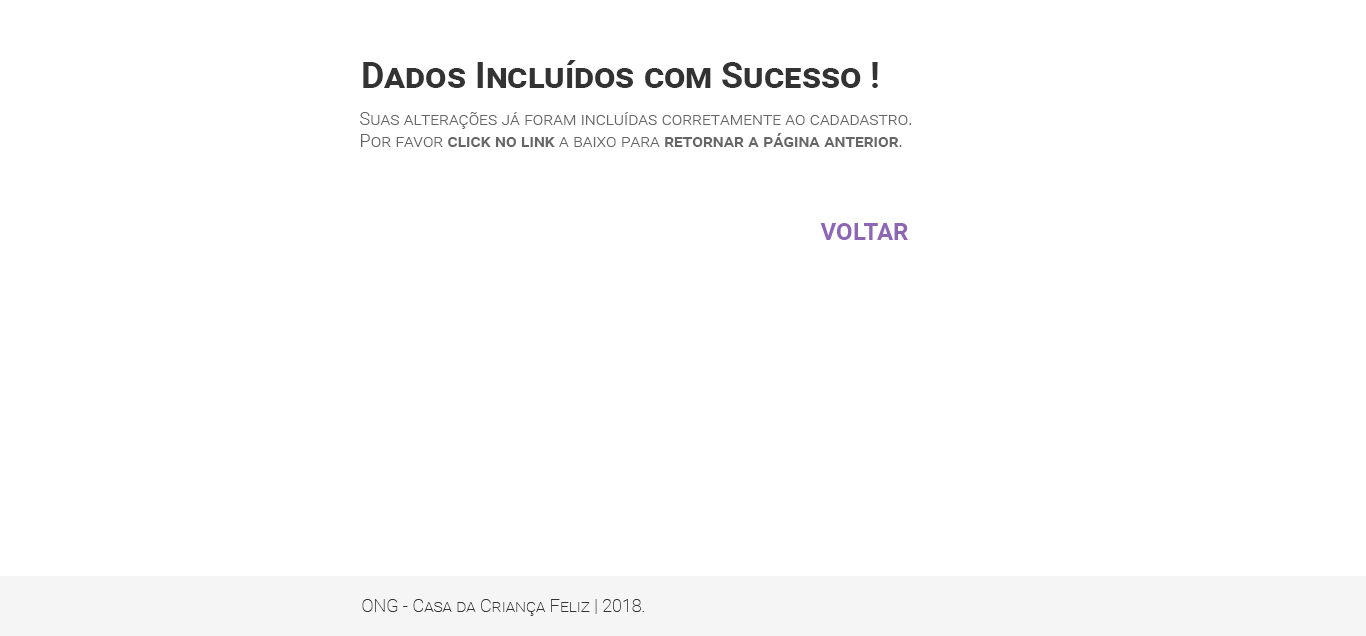 Dados Incluídos com Sucesso !
Suas alterações já foram incluídas corretamente ao cadadastro.
Por favor click no link a baixo para retornar a página anterior.
VOLTAR
ONG - Casa da Criança Feliz | 2018.